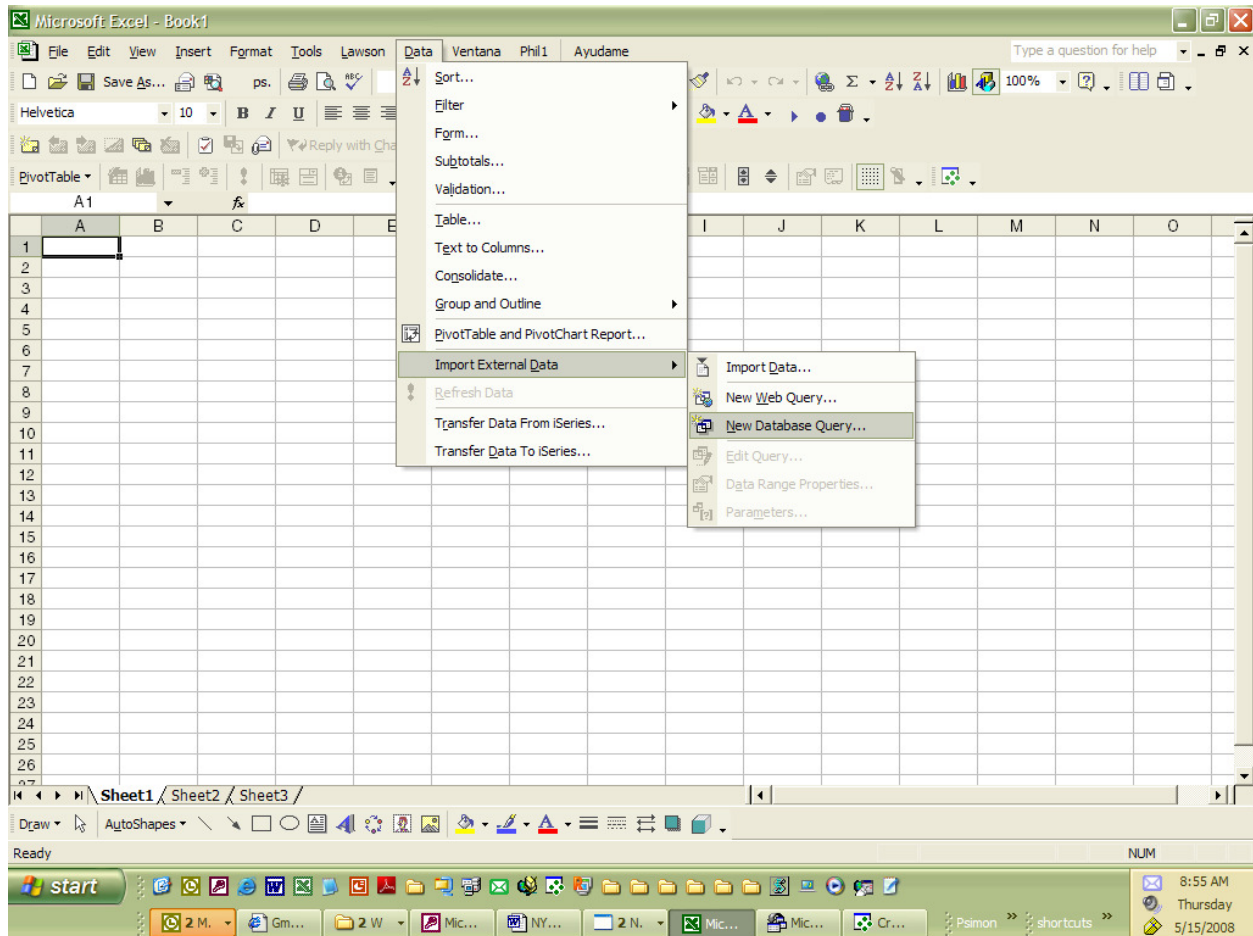 Microsoft Excel - Book1
File Edit View Insert Format Tools Lawson Data Ventana Phil1 Ayudame Type a question for help
Save As... ps. 100%
Helvetica 10 B I U
Reply with Cha
PivotTable
A1 fx
A B C D E I J K L M N O
Sort...
Filter
Form...
Subtotals...
Validation...
Table...
Text to Columns...
Consolidate...
Group and Outline
PivotTable and PivotChart Report...
Import External Data
Refresh Data
Transfer Data From iSeries...
Transfer Data To iSeries...
Import Data...
New Web Query...
New Database Query...
Edit Query...
Data Range Properties...
Parameters...
1
2
3
4
5
6
7
8
9
10
11
12
13
14
15
16
17
18
19
20
21
22
23
24
25
26
27
Sheet1 Sheet2 Sheet3
Draw AutoShapes
Ready NUM
start 8:55 AM
Thursday
2 M. Gm... 2 W Mic... NY... 2 N. Mic... Mic... Cr... Psimon shortcuts 5/15/2008